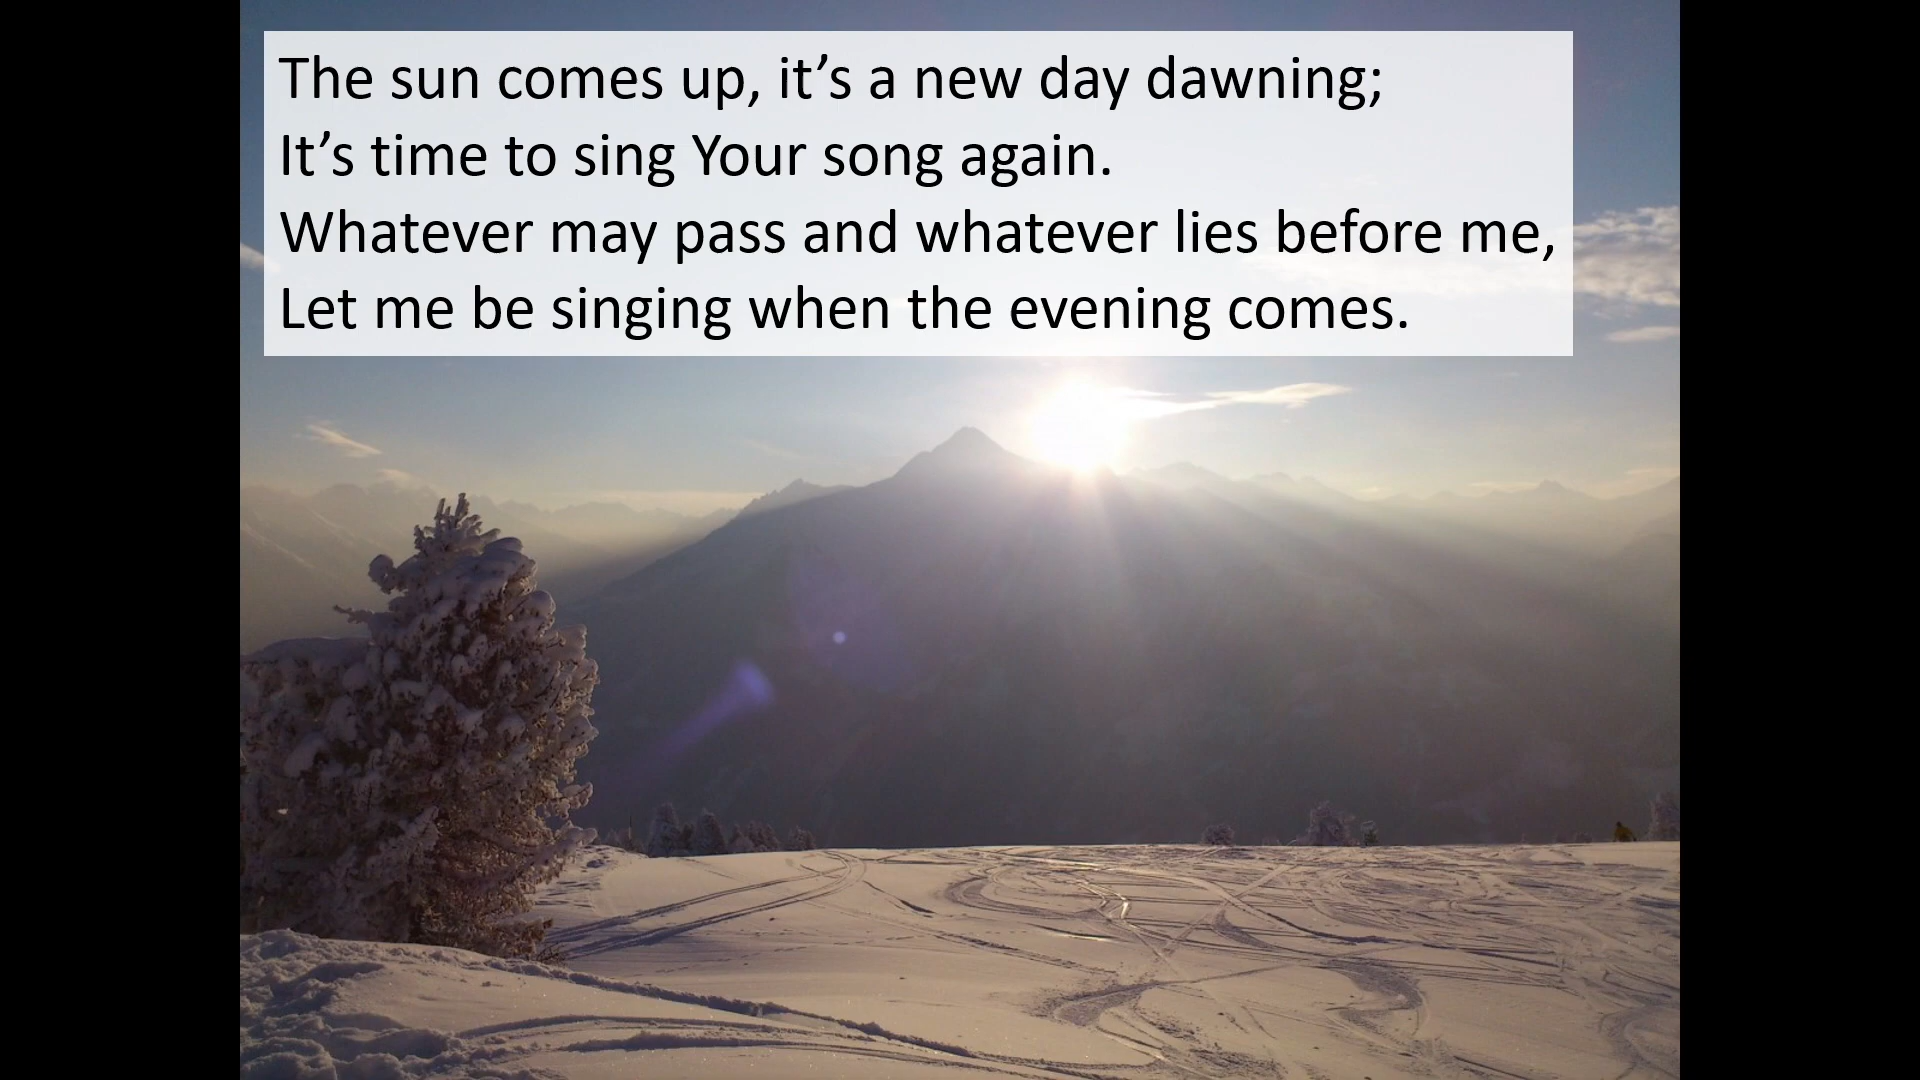 The sun comes up, it’s a new day dawning;
It’s time to sing Your song again.
Whatever may pass and whatever lies before me,
Let me be singing when the evening comes.